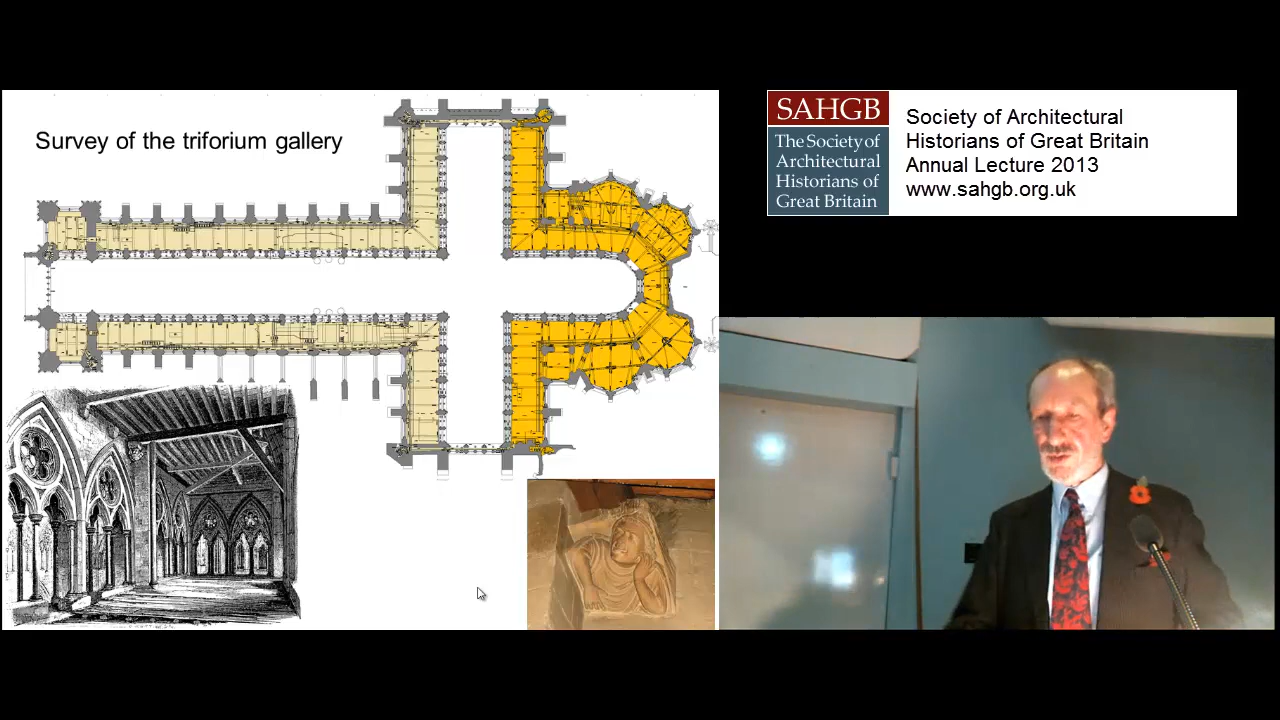 Survey of the triforium gallery
SAHGB
The Society of
Architectural
Historians of
Great Britain
Society of Architectural
Historians of Great Britain
Annual Lecture 2013
www.sahgb.org.uk